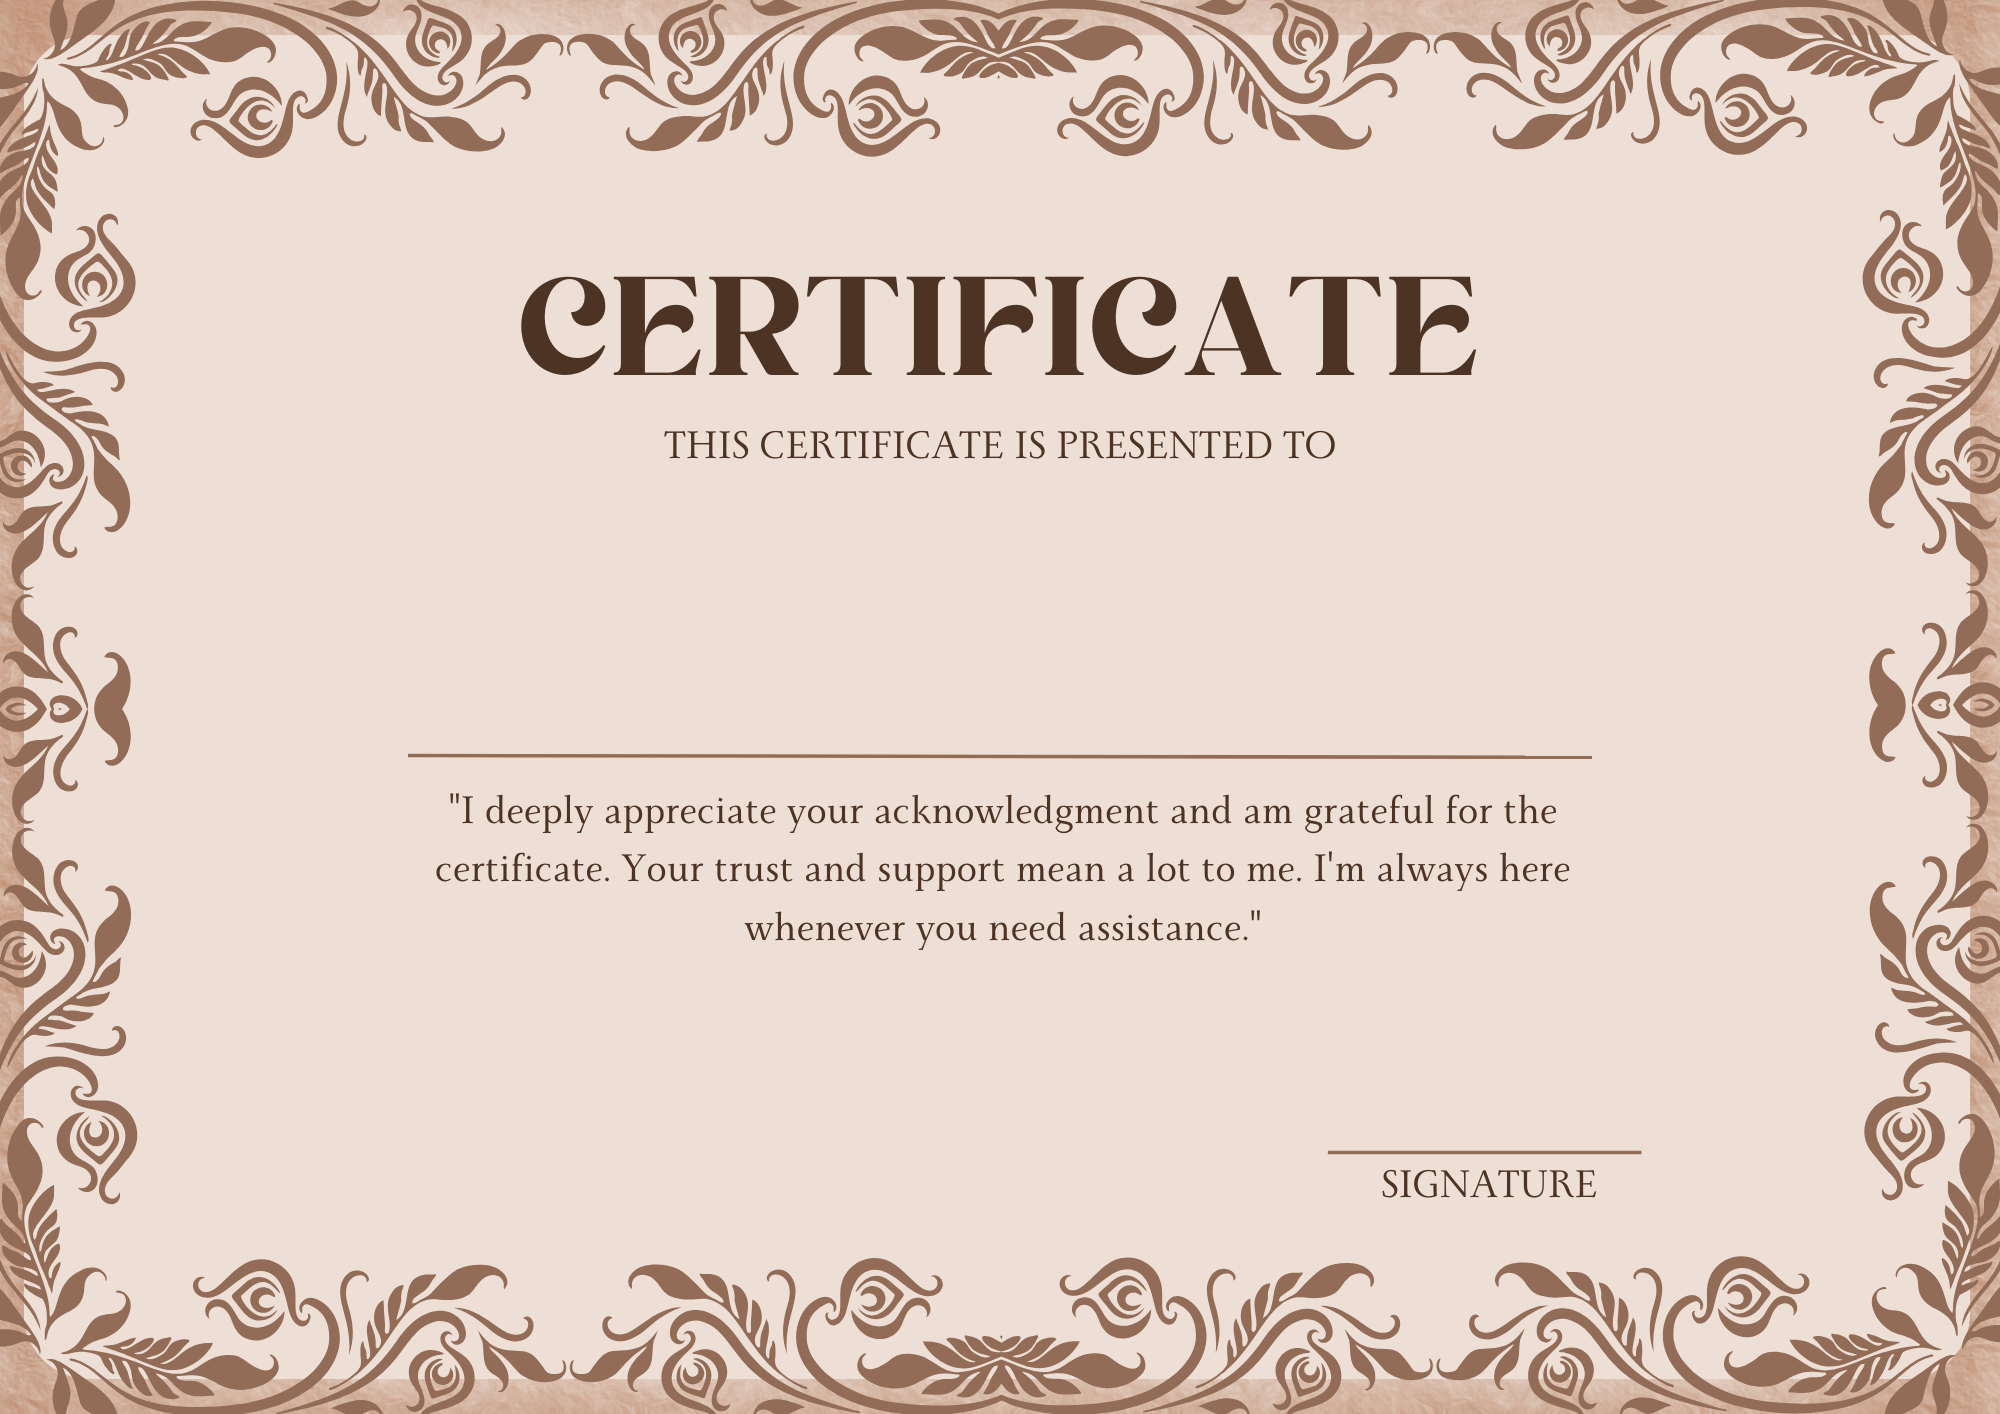 CERTIFICATE
THIS CERTIFICATE IS PRESENTED TO
"I deeply appreciate your acknowledgment and am grateful for the
certificate. Your trust and support mean a lot to me. I'm always here
whenever you need assistance."
SIGNATURE